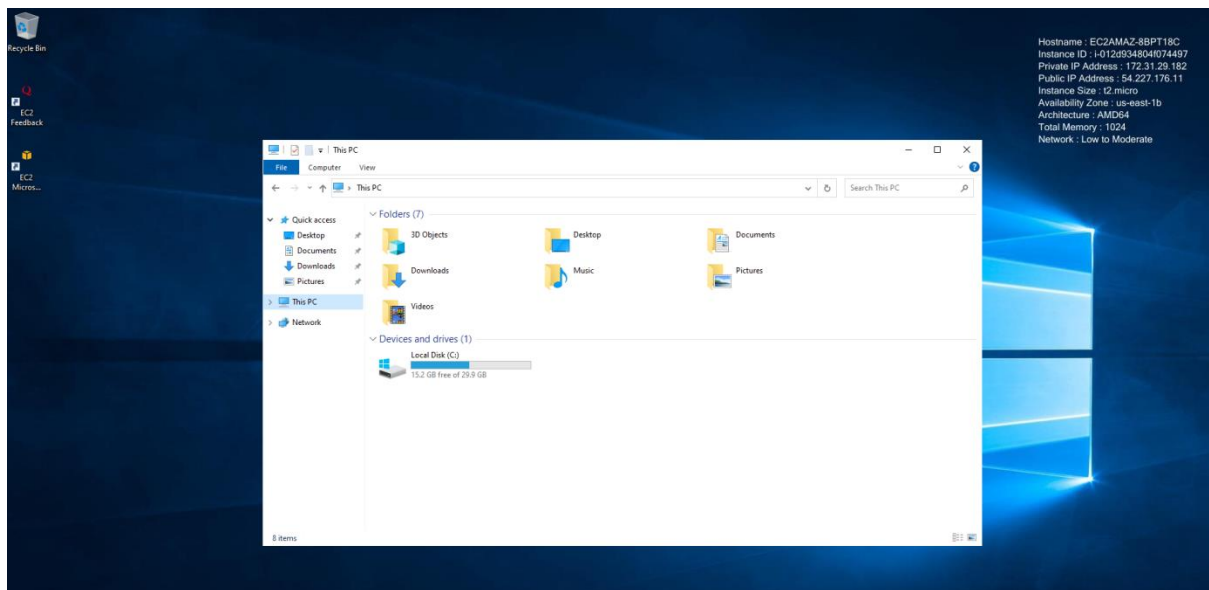 Recycle Bin
EC2
Feedback
EC2
Micros...
Hostname : EC2AMAZ-8BPT18C
Instance ID : i-012d934804f074497
Private IP Address : 172.31.29.182
Public IP Address : 54.227.176.11
Instance Size : t2.micro
Availability Zone : us-east-1b
Architecture : AMD64
Total Memory : 1024
Network : Low to Moderate
This PC
File Computer View
This PC
Search This PC
Quick access
Desktop
Documents
Downloads
Pictures
This PC
Network
Folders (7)
3D Objects Desktop Documents
Downloads Music Pictures
Videos
Devices and drives (1)
Local Disk (C:)
15.2 GB free of 29.9 GB
8 items